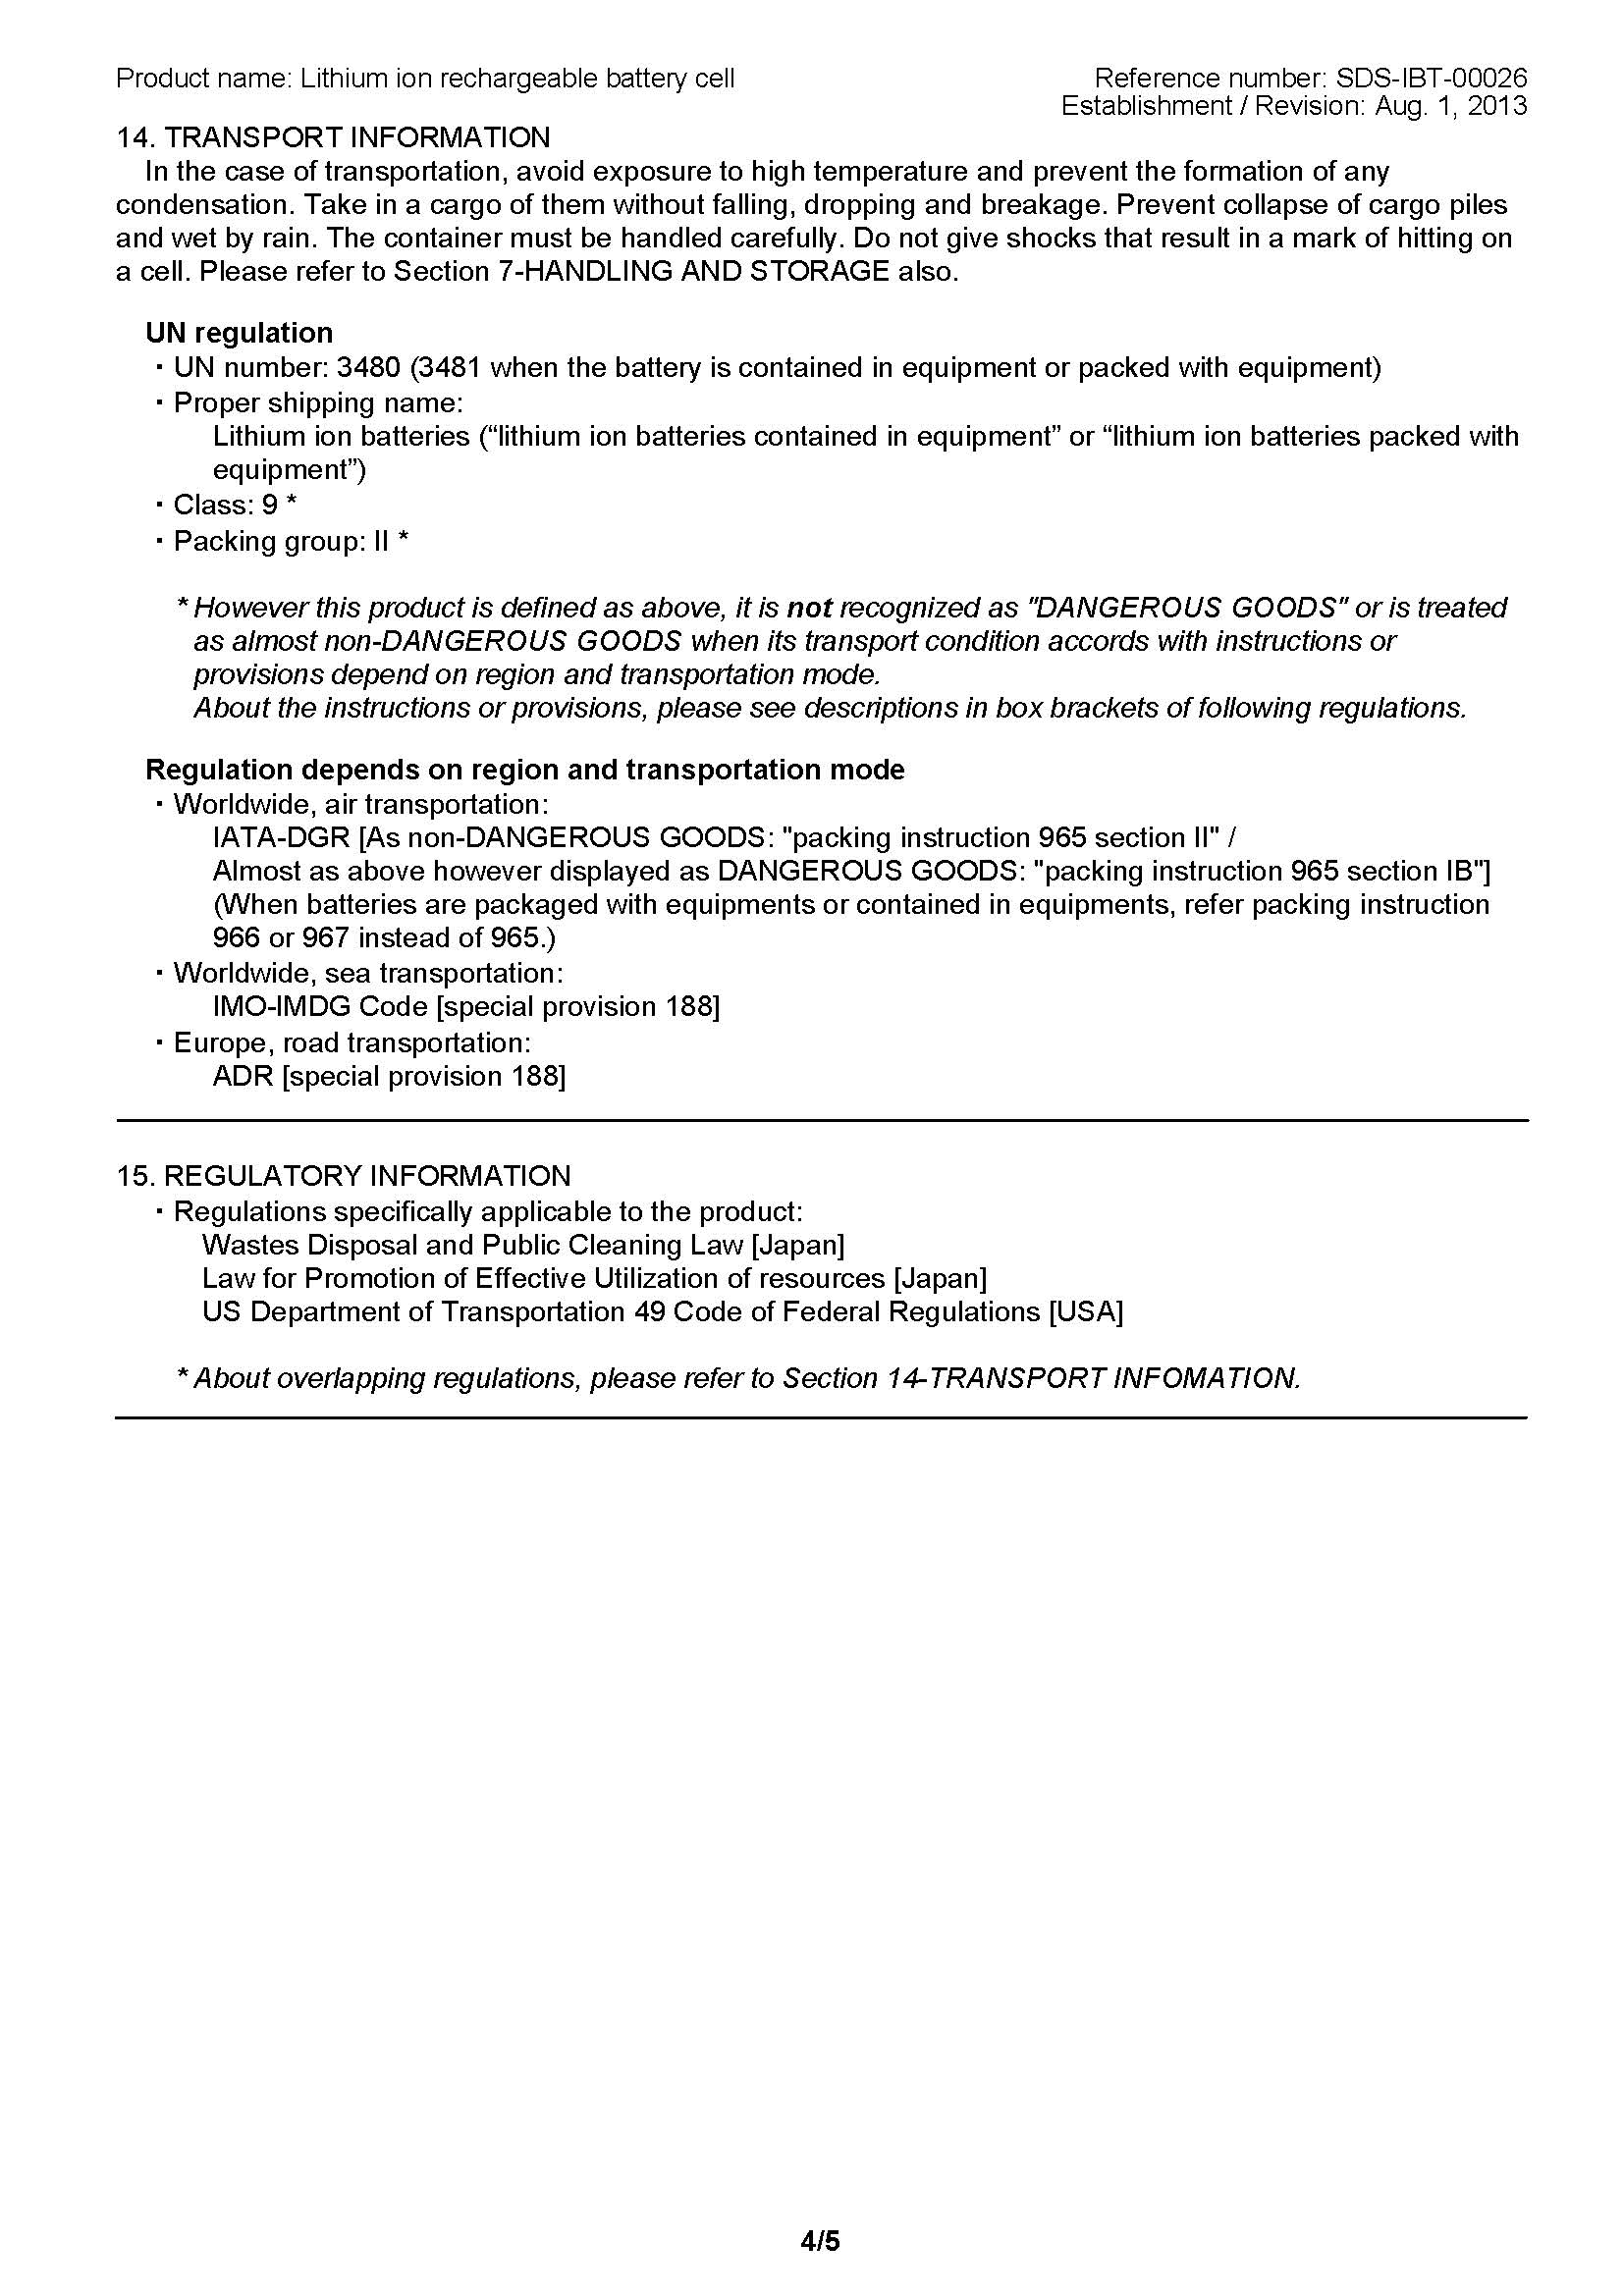 Product name: Lithium ion rechargeable battery cell
Reference number: SDS-IBT-00026
Establishment / Revision: Aug. 1, 2013
14. TRANSPORT INFORMATION
In the case of transportation, avoid exposure to high temperature and prevent the formation of any
condensation. Take in a cargo of them without falling, dropping and breakage. Prevent collapse of cargo piles
and wet by rain. The container must be handled carefully. Do not give shocks that result in a mark of hitting on
a cell. Please refer to Section 7-HANDLING AND STORAGE also.
UN regulation
・UN number: 3480 (3481 when the battery is contained in equipment or packed with equipment)
・Proper shipping name:
Lithium ion batteries (“lithium ion batteries contained in equipment” or “lithium ion batteries packed with
equipment”)
・Class: 9 *
・Packing group: II *
* However this product is defined as above, it is not recognized as "DANGEROUS GOODS" or is treated
as almost non-DANGEROUS GOODS when its transport condition accords with instructions or
provisions depend on region and transportation mode.
About the instructions or provisions, please see descriptions in box brackets of following regulations.
Regulation depends on region and transportation mode
・Worldwide, air transportation:
IATA-DGR [As non-DANGEROUS GOODS: "packing instruction 965 section II" /
Almost as above however displayed as DANGEROUS GOODS: "packing instruction 965 section IB"]
(When batteries are packaged with equipments or contained in equipments, refer packing instruction
966 or 967 instead of 965.)
・Worldwide, sea transportation:
IMO-IMDG Code [special provision 188]
・Europe, road transportation:
ADR [special provision 188]
15. REGULATORY INFORMATION
・Regulations specifically applicable to the product:
Wastes Disposal and Public Cleaning Law [Japan]
Law for Promotion of Effective Utilization of resources [Japan]
US Department of Transportation 49 Code of Federal Regulations [USA]
* About overlapping regulations, please refer to Section 14-TRANSPORT INFOMATION.
4/5